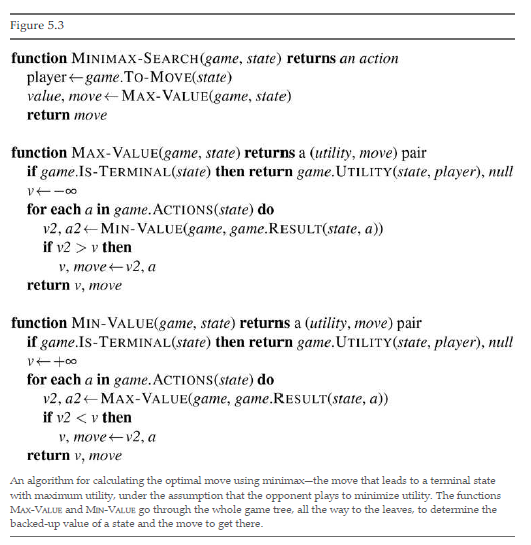 Figure 5.3
function MINIMAX-SEARCH(game, state) returns an action
player←game.TO-MOVE(state)
value, move←MAX-VALUE(game, state)
return move
function MAX-VALUE(game, state) returns a (utility, move) pair
if game.IS-TERMINAL(state) then return game.UTILITY(state, player), null
v←−∞
for each a in game.ACTIONS(state) do
v2, a2←MIN-VALUE(game, game.RESULT(state, a))
if v2 > v then
v, move←v2, a
return v, move
function MIN-VALUE(game, state) returns a (utility, move) pair
if game.IS-TERMINAL(state) then return game.UTILITY(state, player), null
v←+∞
for each a in game.ACTIONS(state) do
v2, a2←MAX-VALUE(game, game.RESULT(state, a))
if v2 < v then
v, move←v2, a
return v, move
An algorithm for calculating the optimal move using minimax—the move that leads to a terminal state
with maximum utility, under the assumption that the opponent plays to minimize utility. The functions
MAX-VALUE and MIN-VALUE go through the whole game tree, all the way to the leaves, to determine the
backed-up value of a state and the move to get there.